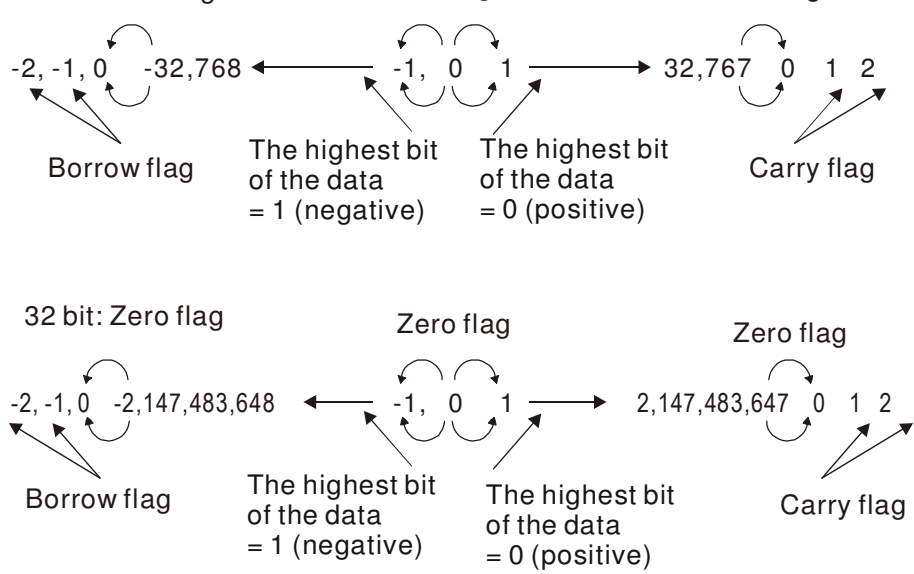 -2, -1, 0 -32,768 -1, 0 1 32,767 0 1 2
Borrow flag
The highest bit
of the data
= 1 (negative)
The highest bit
of the data
= 0 (positive)
Carry flag
32 bit: Zero flag
Zero flag
Zero flag
-2, -1, 0 -2,147,483,648 -1, 0 1 2,147,483,647 0 1 2
Borrow flag
The highest bit
of the data
= 1 (negative)
The highest bit
of the data
= 0 (positive)
Carry flag